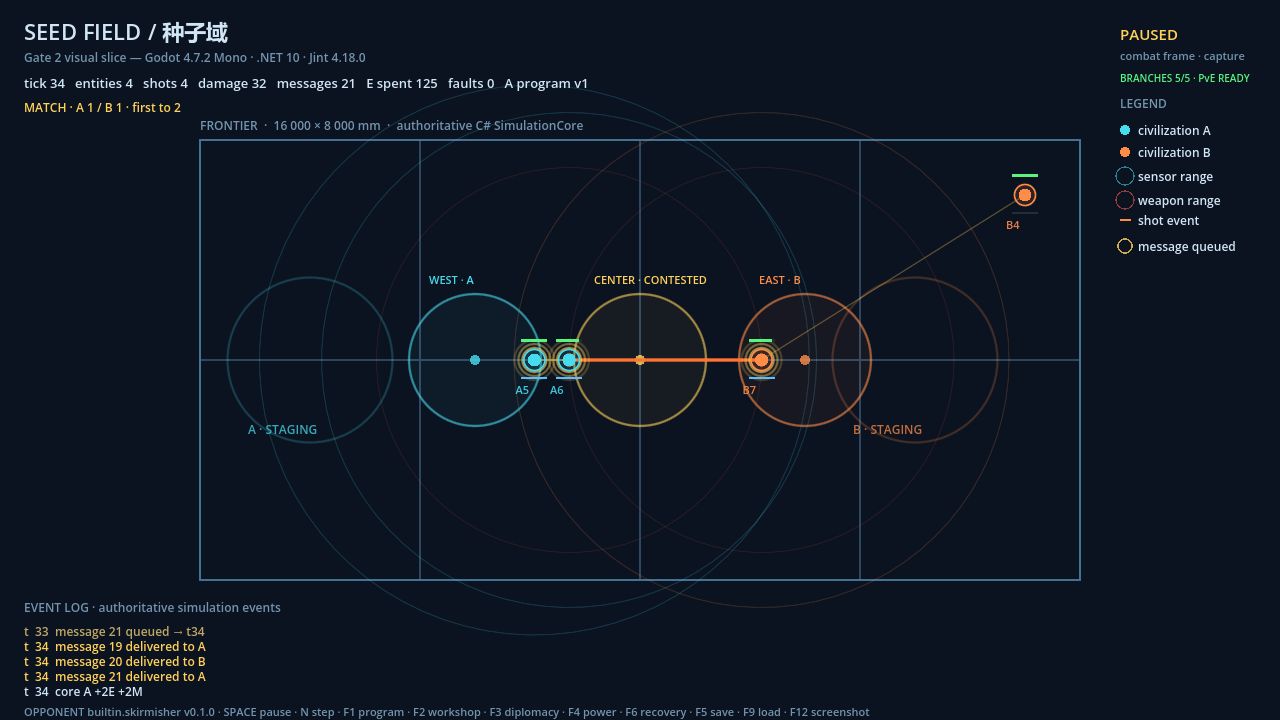 SEED FIELD / 种子域
Gate 2 visual slice — Godot 4.7.2 Mono · .NET 10 · Jint 4.18.0
tick 34 entities 4 shots 4 damage 32 messages 21 E spent 125 faults 0 A program v1
MATCH · A 1 / B 1 · first to 2
FRONTIER · 16 000 × 8 000 mm · authoritative C# SimulationCore
PAUSED
combat frame · capture
BRANCHES 5/5 · PvE READY
LEGEND
civilization A
civilization B
sensor range
weapon range
shot event
message queued
B4
WEST · A
CENTER · CONTESTED
EAST · B
A5
A6
B7
A · STAGING
B · STAGING
EVENT LOG · authoritative simulation events
t 33 message 21 queued → t34
t 34 message 19 delivered to A
t 34 message 20 delivered to B
t 34 message 21 delivered to A
t 34 core A +2E +2M
OPPONENT builtin.skirmisher v0.1.0 · SPACE pause · N step · F1 program · F2 workshop · F3 diplomacy · F4 power · F6 recovery · F5 save · F9 load · F12 screenshot